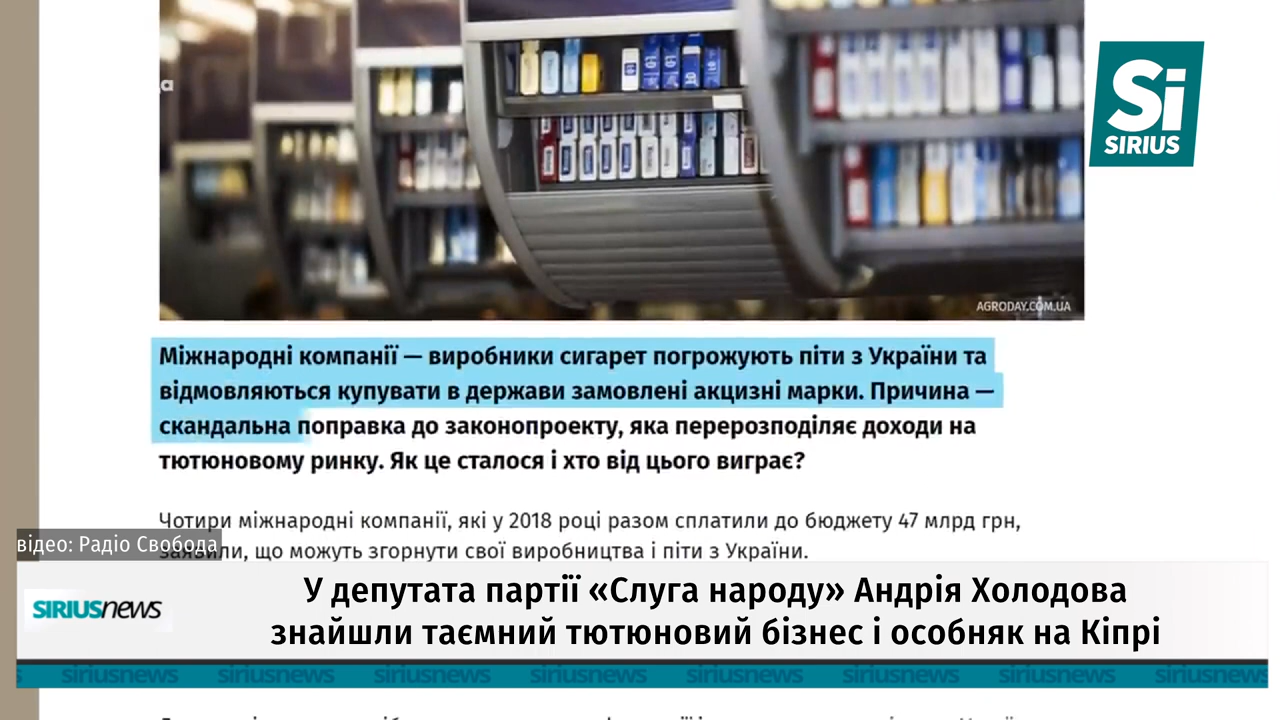 Si
SIRIUS
AGRODAY.COM.UA
Міжнародні компанії — виробники сигарет погрожують піти з України та
відмовляються купувати в держави замовлені акцизні марки. Причина —
скандальна поправка до законопроекту, яка перерозподіляє доходи на
тютюновому ринку. Як це сталося і хто від цього виграє?
Чотири міжнародні компанії, які у 2018 році разом сплатили до бюджету 47 млрд грн,
відео: Радіо Свобода
що можуть згорнути свої виробництва і піти з України.
SIRIUSnews
У депутата партії «Слуга народу» Андрія Холодова
знайшли таємний тютюновий бізнес і особняк на Кіпрі
siriusnews siriusnews siriusnews siriusnews siriusnews siriusnews siriusnews